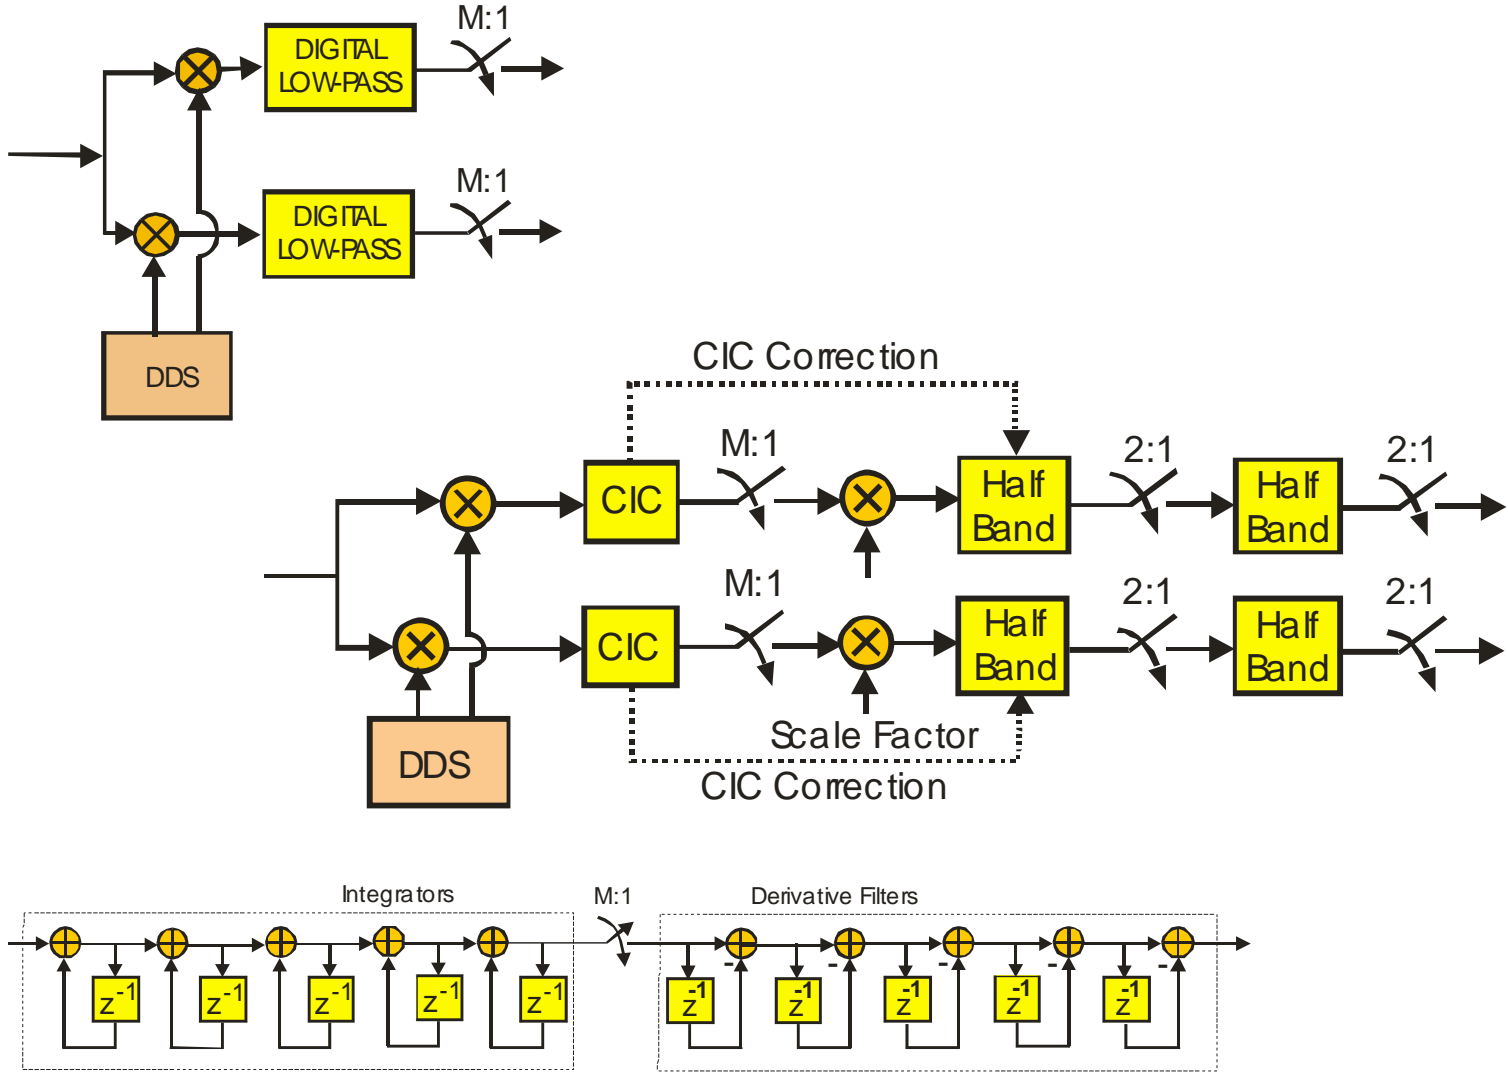 M:1
DIGITAL
LOW-PASS
M:1
DIGITAL
LOW-PASS
DDS
CIC Correction
M:1
2:1
2:1
CIC
Half
Band
Half
Band
M:1
2:1
2:1
CIC
Half
Band
Half
Band
Scale Factor
DDS
CIC Correction
Integrators
M:1
Derivative Filters
- - - - -
z-1 z-1 z-1 z-1 z-1
z-1 z-1 z-1 z-1 z-1